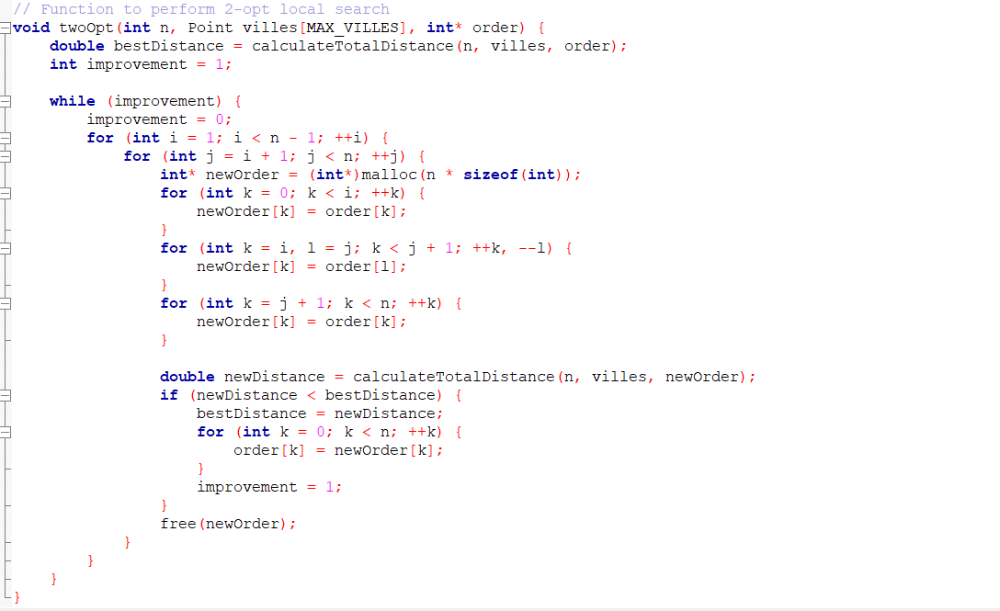 // Function to perform 2-opt local search
void twoOpt(int n, Point villes[MAX_VILLES], int* order) {
    double bestDistance = calculateTotalDistance(n, villes, order);
    int improvement = 1;

    while (improvement) {
        improvement = 0;
        for (int i = 1; i < n - 1; ++i) {
            for (int j = i + 1; j < n; ++j) {
                int* newOrder = (int*)malloc(n * sizeof(int));
                for (int k = 0; k < i; ++k) {
                    newOrder[k] = order[k];
                }
                for (int k = i, l = j; k < j + 1; ++k, --l) {
                    newOrder[k] = order[l];
                }
                for (int k = j + 1; k < n; ++k) {
                    newOrder[k] = order[k];
                }

                double newDistance = calculateTotalDistance(n, villes, newOrder);
                if (newDistance < bestDistance) {
                    bestDistance = newDistance;
                    for (int k = 0; k < n; ++k) {
                        order[k] = newOrder[k];
                    }
                    improvement = 1;
                }
                free(newOrder);
            }
        }
    }
}